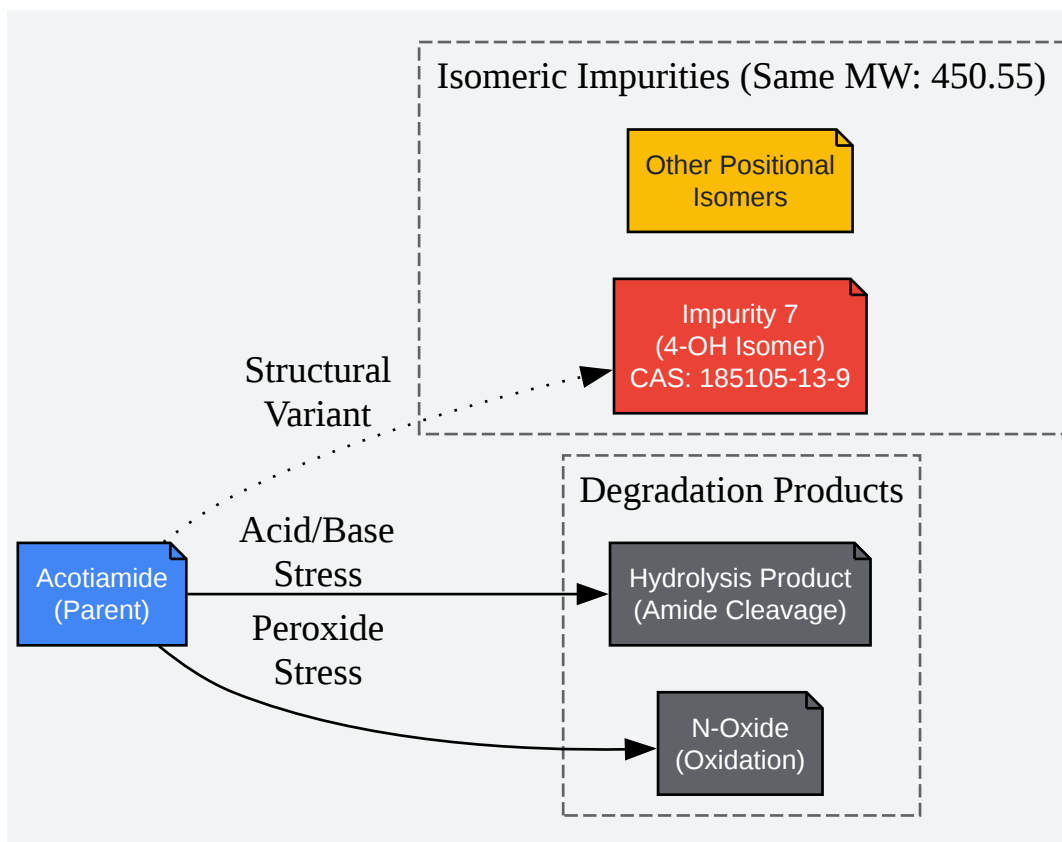 Isomeric Impurities (Same MW: 450.55)
Other Positional
Isomers
Impurity 7
(4-OH Isomer)
CAS: 185105-13-9
Structural
Variant
Degradation Products
Acid/Base
Stress
Acotiamide
(Parent)
Hydrolysis Product
(Amide Cleavage)
Peroxide
Stress
N-Oxide
(Oxidation)